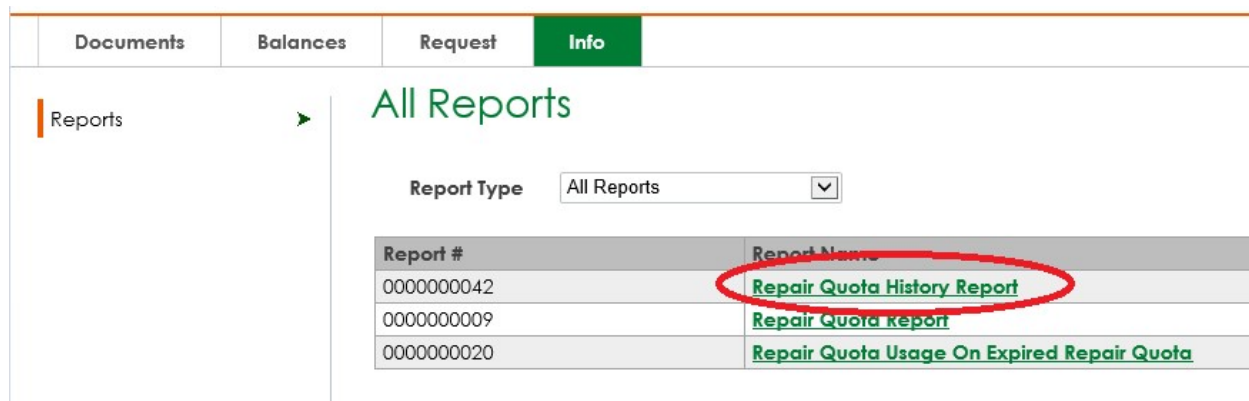 Documents Balances Request Info
Reports
All Reports
Report Type All Reports
Report # Report Name
0000000042 Repair Quota History Report
0000000009 Repair Quota Report
0000000020 Repair Quota Usage On Expired Repair Quota